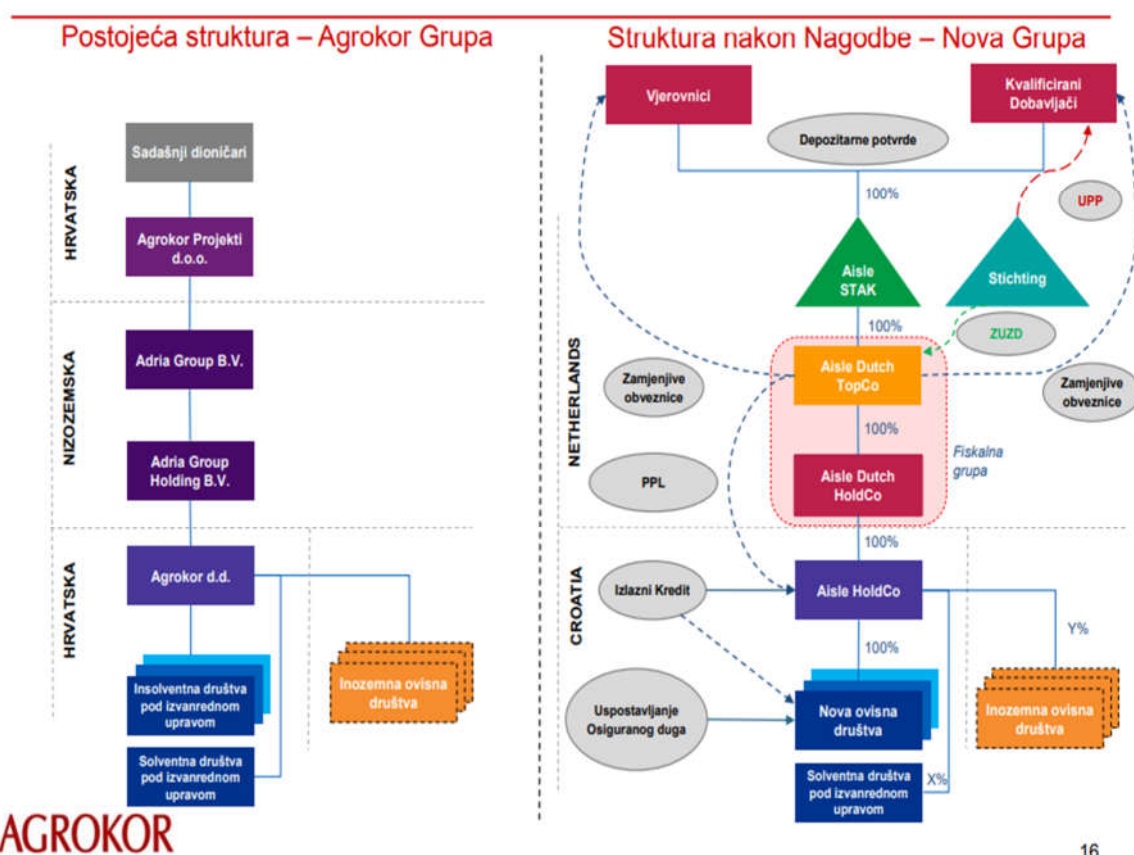 Postojeća struktura – Agrokor Grupa
Sadašnji dioničari
HRVATSKA
Agrokor Projekti
d.o.o.
NIZOZEMSKA
Adria Group B.V.
Adria Group
Holding B.V.
HRVATSKA
Agrokor d.d.
Insolventna društva
pod izvanrednom
upravom
Inozemna ovisna
društva
Solventna društva
pod izvanrednom
upravom
AGROKOR
Struktura nakon Nagodbe – Nova Grupa
Vjerovnici
Kvalificirani
Dobavljači
Depozitarne potvrde
100%
UPP
Aisle
STAK
Stichting
100%
ZUZD
NETHERLANDS
Zamjenjive
obveznice
Aisle Dutch
TopCo
Zamjenjive
obveznice
100%
Fiskalna
grupa
PPL
Aisle Dutch
HoldCo
100%
CROATIA
Izlazni Kredit
Aisle HoldCo
Y%
100%
Uspostavljanje
Osiguranog duga
Nova ovisna
društva
Inozemna ovisna
društva
X%
Solventna društva
pod izvanrednom
upravom
16